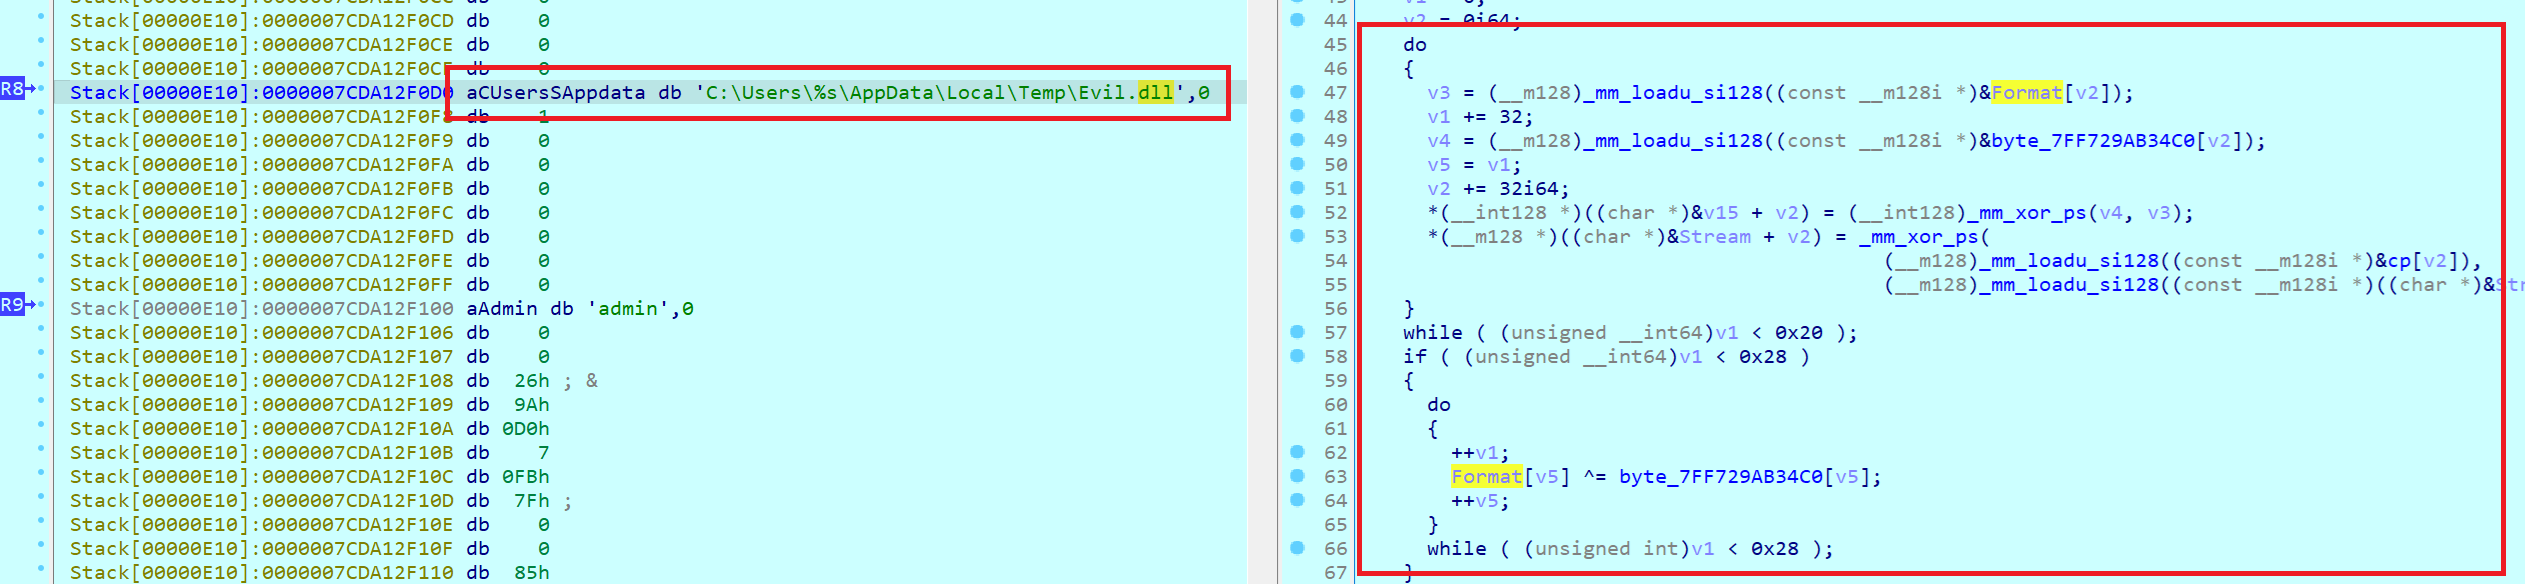 Stack[00000E10]:0000007CDA12F0CD db 0
Stack[00000E10]:0000007CDA12F0CE db 0
Stack[00000E10]:0000007CDA12F0CF db 0
R8 Stack[00000E10]:0000007CDA12F0D0 aCUsersSAppdata db 'C:\Users\%s\AppData\Local\Temp\Evil.dll',0
Stack[00000E10]:0000007CDA12F0F8 db 1
Stack[00000E10]:0000007CDA12F0F9 db 0
Stack[00000E10]:0000007CDA12F0FA db 0
Stack[00000E10]:0000007CDA12F0FB db 0
Stack[00000E10]:0000007CDA12F0FC db 0
Stack[00000E10]:0000007CDA12F0FD db 0
Stack[00000E10]:0000007CDA12F0FE db 0
Stack[00000E10]:0000007CDA12F0FF db 0
R9 Stack[00000E10]:0000007CDA12F100 aAdmin db 'admin',0
Stack[00000E10]:0000007CDA12F106 db 0
Stack[00000E10]:0000007CDA12F107 db 0
Stack[00000E10]:0000007CDA12F108 db 26h ; &
Stack[00000E10]:0000007CDA12F109 db 9Ah
Stack[00000E10]:0000007CDA12F10A db 0D0h
Stack[00000E10]:0000007CDA12F10B db 7
Stack[00000E10]:0000007CDA12F10C db 0FBh
Stack[00000E10]:0000007CDA12F10D db 7Fh ;
Stack[00000E10]:0000007CDA12F10E db 0
Stack[00000E10]:0000007CDA12F10F db 0
Stack[00000E10]:0000007CDA12F110 db 85h
44 v2 = 0i64;
45 do
46 {
47 v3 = (__m128)_mm_loadu_si128((const __m128i *)&Format[v2]);
48 v1 += 32;
49 v4 = (__m128)_mm_loadu_si128((const __m128i *)&byte_7FF729AB34C0[v2]);
50 v5 = v1;
51 v2 += 32i64;
52 *(__int128 *)((char *)&v15 + v2) = (__int128)_mm_xor_ps(v4, v3);
53 *(__m128 *)((char *)&Stream + v2) = _mm_xor_ps(
54 (__m128)_mm_loadu_si128((const __m128i *)&cp[v2]),
55 (__m128)_mm_loadu_si128((const __m128i *)((char *)&Str
56 }
57 while ( (unsigned __int64)v1 < 0x20 );
58 if ( (unsigned __int64)v1 < 0x28 )
59 {
60 do
61 {
62 ++v1;
63 Format[v5] ^= byte_7FF729AB34C0[v5];
64 ++v5;
65 }
66 while ( (unsigned int)v1 < 0x28 );
67 }